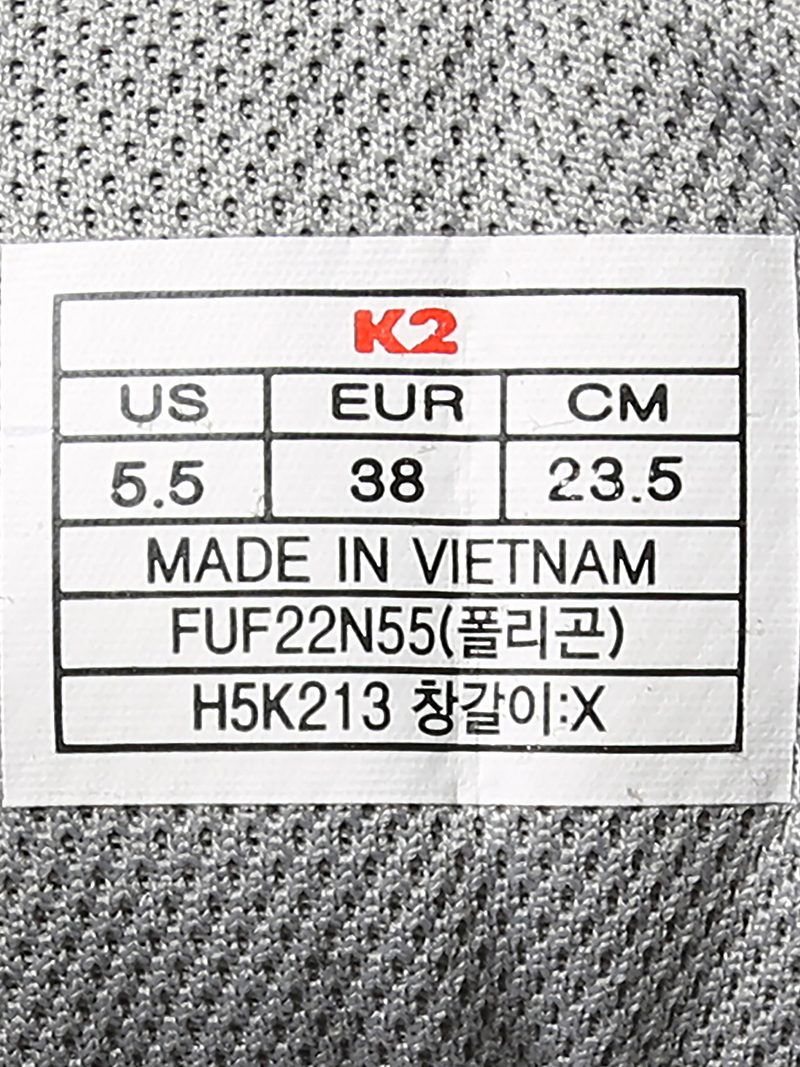 K2
US EUR CM
5.5 38 23.5
MADE IN VIETNAM
FUF22N55(폴리곤)
H5K213 창갈이:X